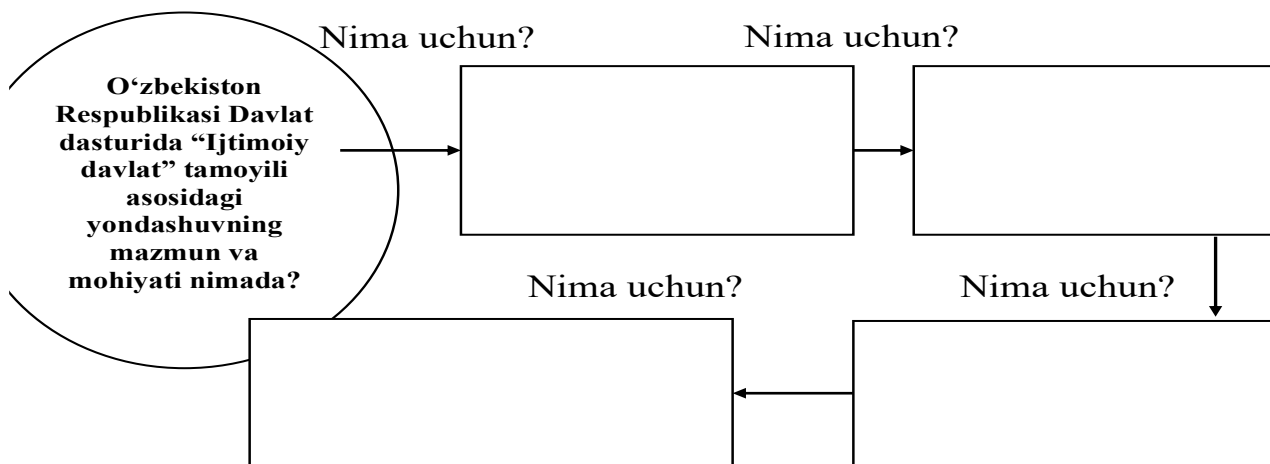 Nima uchun?
Nima uchun?
O‘zbekiston
Respublikasi Davlat
dasturida “Ijtimoiy
davlat” tamoyili
asosidagi
yondashuvning
mazmun va
mohiyati nimada?
Nima uchun?
Nima uchun?